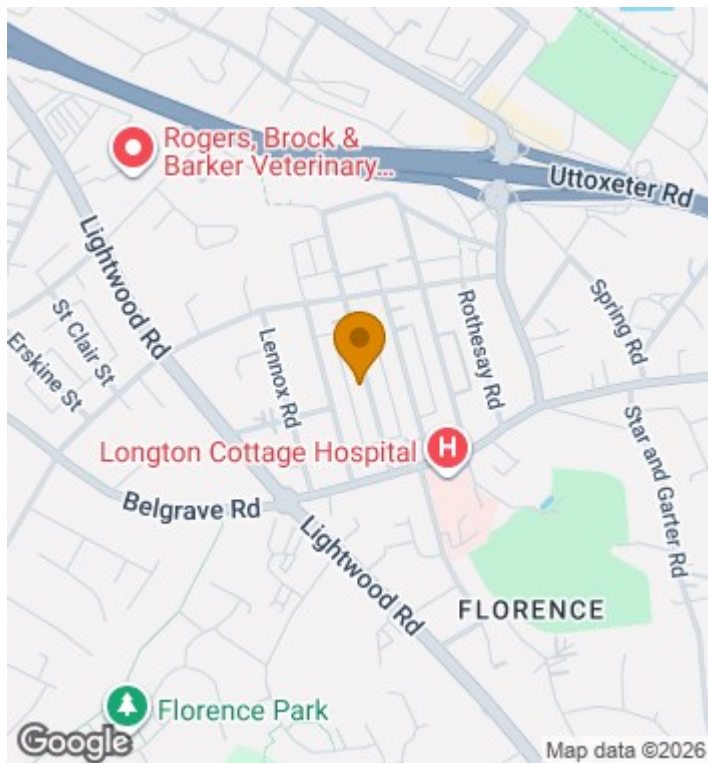 Rogers, Brock &
Barker Veterinary...
Uttoxeter Rd
Lightwood Rd
St Clair St
Erskine St
Lennox Rd
Rothesay Rd
Spring Rd
Longton Cottage Hospital
H
Star and Garter Rd
Belgrave Rd
Lightwood Rd
FLORENCE
Florence Park
Google
Map data ©2026